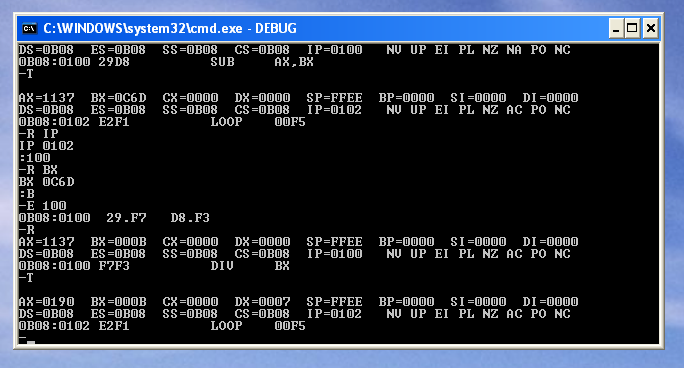 C:\WINDOWS\system32\cmd.exe - DEBUG
DS=0B08 ES=0B08 SS=0B08 CS=0B08 IP=0100 NV UP EI PL NZ NA PO NC
0B08:0100 29D8 SUB AX,BX
-T
AX=1137 BX=0C6D CX=0000 DX=0000 SP=FFEE BP=0000 SI=0000 DI=0000
DS=0B08 ES=0B08 SS=0B08 CS=0B08 IP=0102 NV UP EI PL NZ AC PO NC
0B08:0102 E2F1 LOOP 00F5
-R IP
IP 0102
:100
-R BX
BX 0C6D
:B
-E 100
0B08:0100 29.F7 D8.F3
-R
AX=1137 BX=000B CX=0000 DX=0000 SP=FFEE BP=0000 SI=0000 DI=0000
DS=0B08 ES=0B08 SS=0B08 CS=0B08 IP=0100 NV UP EI PL NZ AC PO NC
0B08:0100 F7F3 DIV BX
-T
AX=0190 BX=000B CX=0000 DX=0007 SP=FFEE BP=0000 SI=0000 DI=0000
DS=0B08 ES=0B08 SS=0B08 CS=0B08 IP=0102 NV UP EI PL NZ AC PO NC
0B08:0102 E2F1 LOOP 00F5
-_